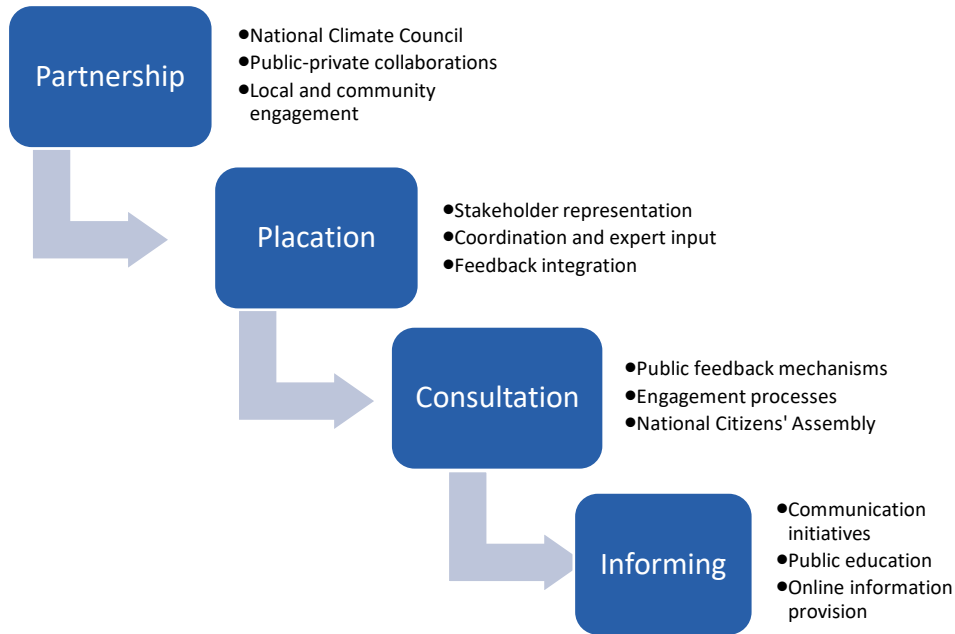 Partnership
●National Climate Council
●Public-private collaborations
●Local and community
engagement
Placation
●Stakeholder representation
●Coordination and expert input
●Feedback integration
Consultation
●Public feedback mechanisms
●Engagement processes
●National Citizens' Assembly
Informing
●Communication
initiatives
●Public education
●Online information
provision